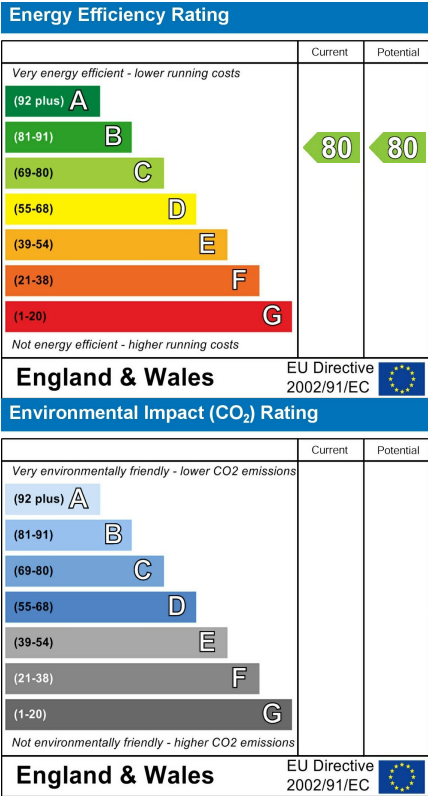 Energy Efficiency Rating
Current Potential
Very energy efficient - lower running costs
(92 plus) A
(81-91) B
80 80
(69-80) C
(55-68) D
(39-54) E
(21-38) F
(1-20) G
Not energy efficient - higher running costs
England & Wales
EU Directive
2002/91/EC
Environmental Impact (CO₂) Rating
Current Potential
Very environmentally friendly - lower CO2 emissions
(92 plus) A
(81-91) B
(69-80) C
(55-68) D
(39-54) E
(21-38) F
(1-20) G
Not environmentally friendly - higher CO2 emissions
England & Wales
EU Directive
2002/91/EC